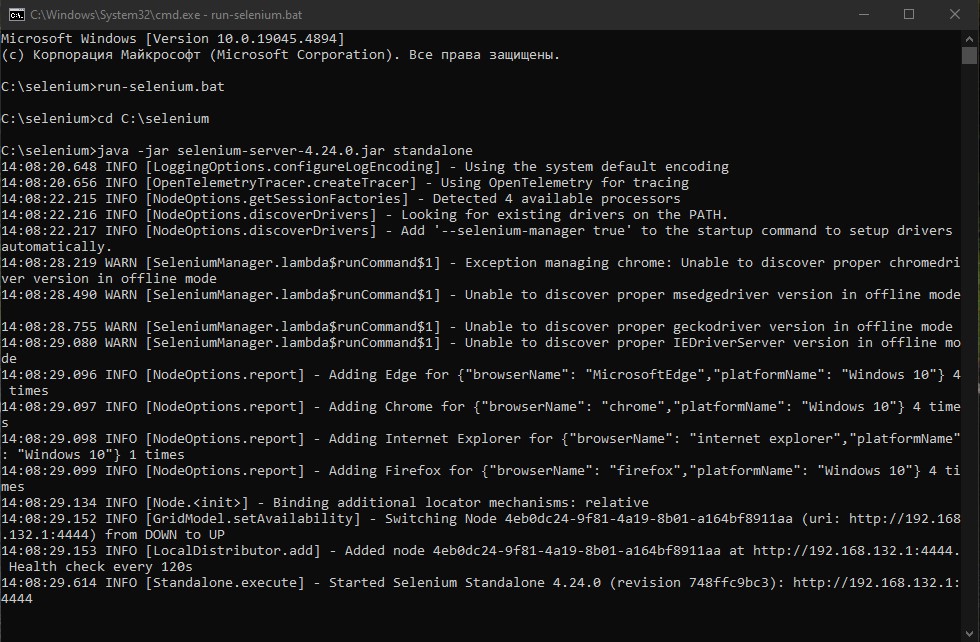 C:\Windows\System32\cmd.exe - run-selenium.bat
Microsoft Windows [Version 10.0.19045.4894]
(c) Корпорация Майкрософт (Microsoft Corporation). Все права защищены.
C:\selenium>run-selenium.bat
C:\selenium>cd C:\selenium
C:\selenium>java -jar selenium-server-4.24.0.jar standalone
14:08:20.648 INFO [LoggingOptions.configureLogEncoding] - Using the system default encoding
14:08:20.656 INFO [OpenTelemetryTracer.createTracer] - Using OpenTelemetry for tracing
14:08:22.215 INFO [NodeOptions.getSessionFactories] - Detected 4 available processors
14:08:22.216 INFO [NodeOptions.discoverDrivers] - Looking for existing drivers on the PATH.
14:08:22.217 INFO [NodeOptions.discoverDrivers] - Add '--selenium-manager true' to the startup command to setup drivers
automatically.
14:08:28.219 WARN [SeleniumManager.lambda$runCommand$1] - Exception managing chrome: Unable to discover proper chromedri
ver version in offline mode
14:08:28.490 WARN [SeleniumManager.lambda$runCommand$1] - Unable to discover proper msedgedriver version in offline mode
14:08:28.755 WARN [SeleniumManager.lambda$runCommand$1] - Unable to discover proper geckodriver version in offline mode
14:08:29.080 WARN [SeleniumManager.lambda$runCommand$1] - Unable to discover proper IEDriverServer version in offline mo
de
14:08:29.096 INFO [NodeOptions.report] - Adding Edge for {"browserName": "MicrosoftEdge","platformName": "Windows 10"} 4
times
14:08:29.097 INFO [NodeOptions.report] - Adding Chrome for {"browserName": "chrome","platformName": "Windows 10"} 4 time
s
14:08:29.098 INFO [NodeOptions.report] - Adding Internet Explorer for {"browserName": "internet explorer","platformName"
: "Windows 10"} 1 times
14:08:29.099 INFO [NodeOptions.report] - Adding Firefox for {"browserName": "firefox","platformName": "Windows 10"} 4 ti
mes
14:08:29.134 INFO [Node.<init>] - Binding additional locator mechanisms: relative
14:08:29.152 INFO [GridModel.setAvailability] - Switching Node 4eb0dc24-9f81-4a19-8b01-a164bf8911aa (uri: http://192.168
.132.1:4444) from DOWN to UP
14:08:29.153 INFO [LocalDistributor.add] - Added node 4eb0dc24-9f81-4a19-8b01-a164bf8911aa at http://192.168.132.1:4444.
Health check every 120s
14:08:29.614 INFO [Standalone.execute] - Started Selenium Standalone 4.24.0 (revision 748ffc9bc3): http://192.168.132.1:
4444